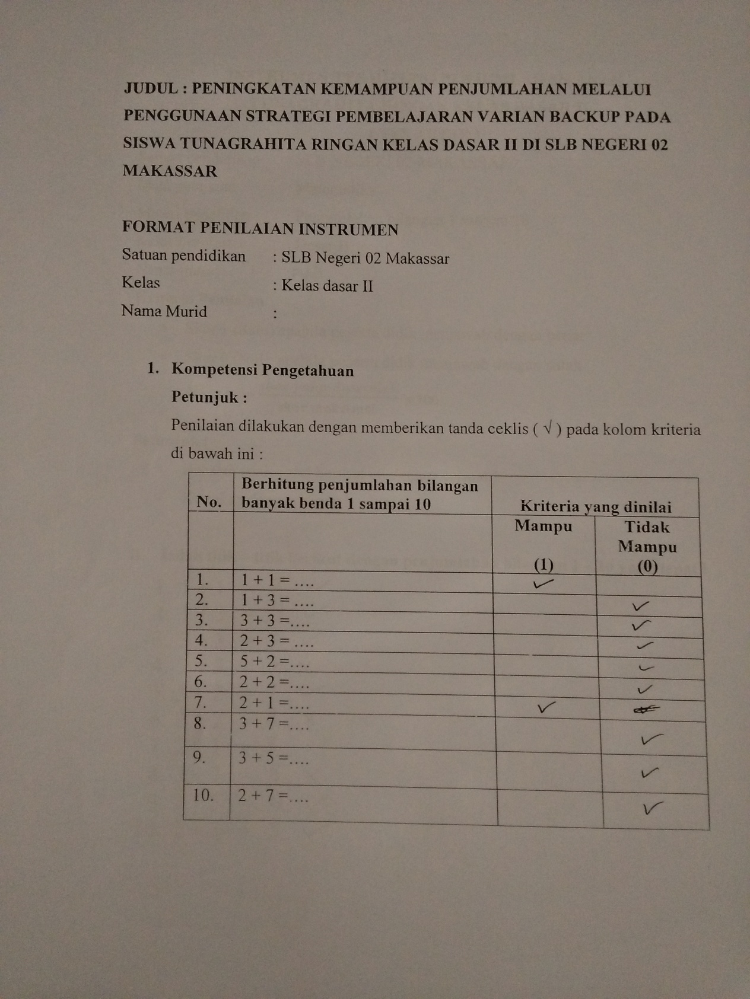 JUDUL : PENINGKATAN KEMAMPUAN PENJUMLAHAN MELALUI
PENGGUNAAN STRATEGI PEMBELAJARAN VARIAN BACKUP PADA
SISWA TUNAGRAHITA RINGAN KELAS DASAR II DI SLB NEGERI 02
MAKASSAR
FORMAT PENILAIAN INSTRUMEN
Satuan pendidikan : SLB Negeri 02 Makassar
Kelas : Kelas dasar II
Nama Murid :
1. Kompetensi Pengetahuan
Petunjuk :
Penilaian dilakukan dengan memberikan tanda ceklis ( √ ) pada kolom kriteria
di bawah ini :
No. Berhitung penjumlahan bilangan banyak benda 1 sampai 10 Kriteria yang dinilai
Mampu (1) Tidak Mampu (0)
1. 1 + 1 = .... ✓
2. 1 + 3 = .... ✓
3. 3 + 3 =.... ✓
4. 2 + 3 = .... ✓
5. 5 + 2 =.... ✓
6. 2 + 2 =.... ✓
7. 2 + 1 =.... ✓
8. 3 + 7 =.... ✓
9. 3 + 5 =.... ✓
10. 2 + 7 =.... ✓